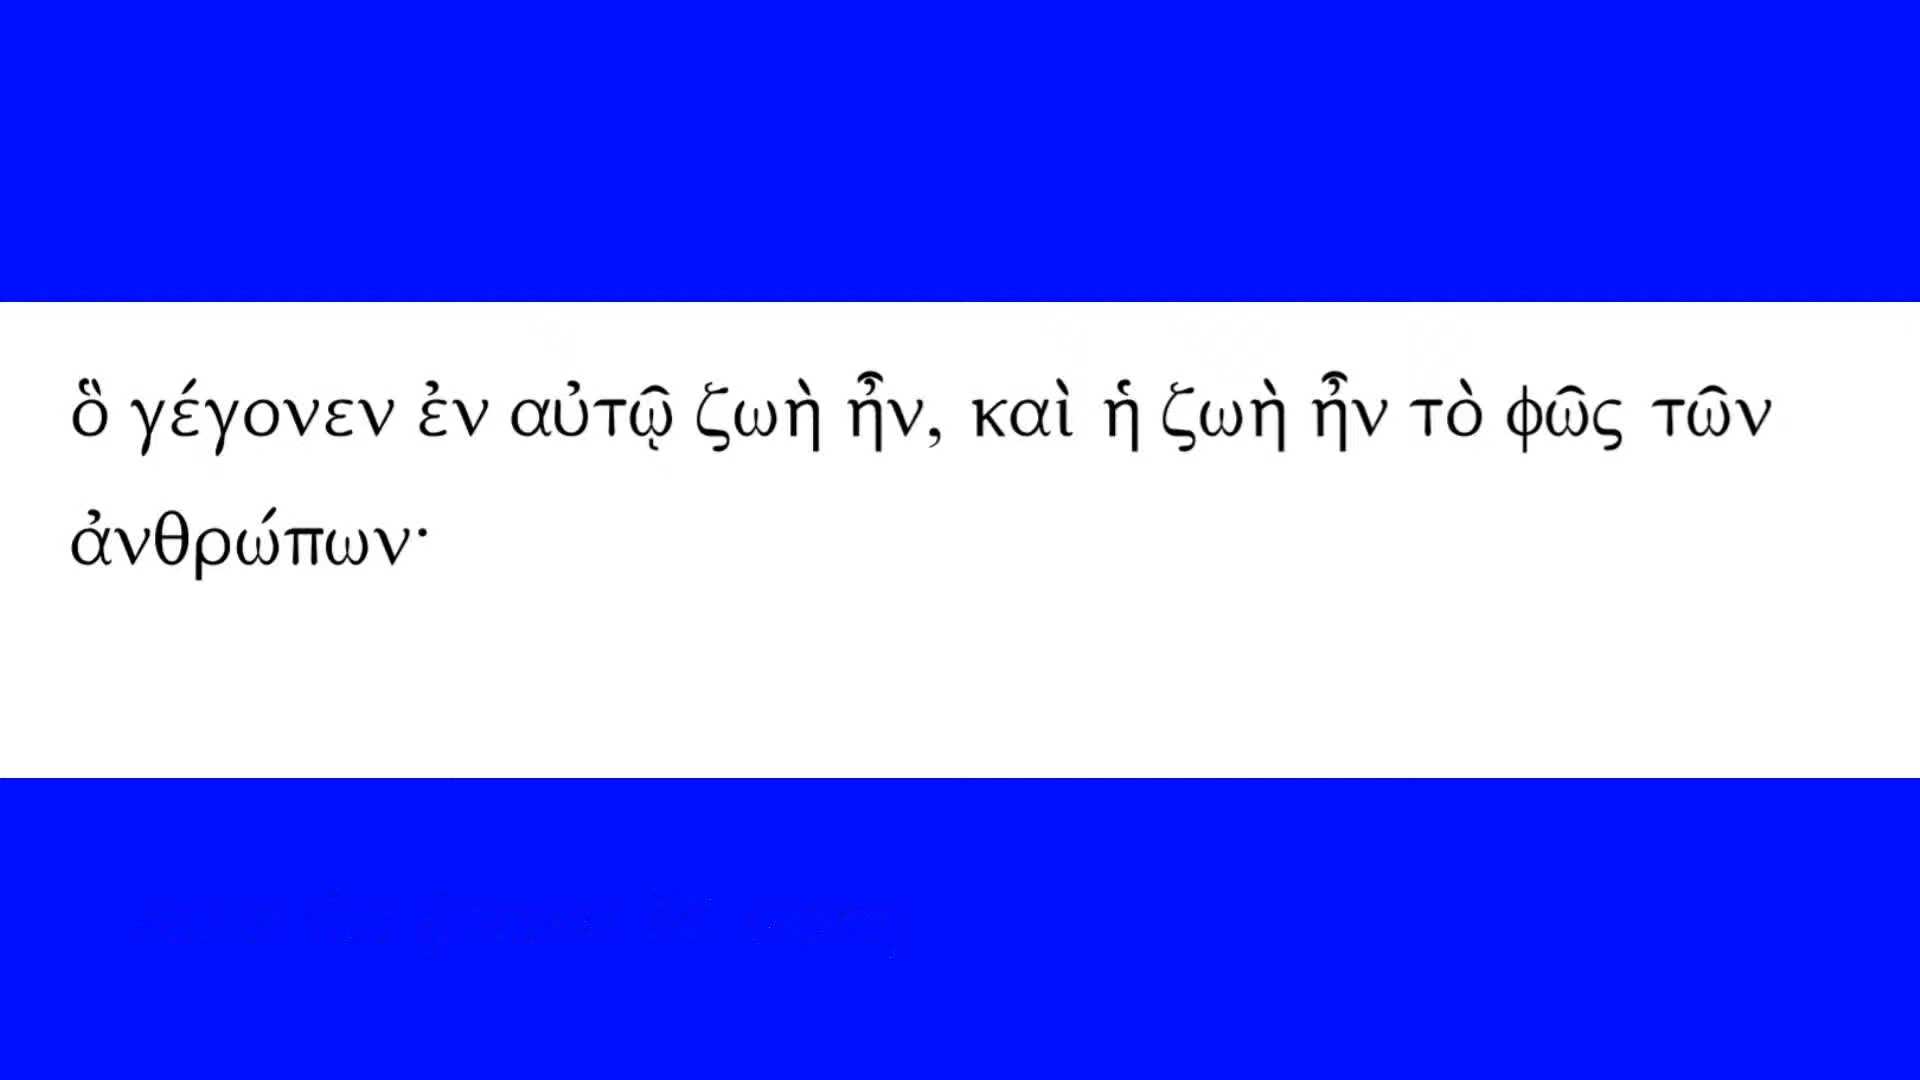 ὃ γέγονεν ἐν αὐτῷ ζωὴ ἦν, καὶ ἡ ζωὴ ἦν τὸ φῶς τῶν
ἀνθρώπων·